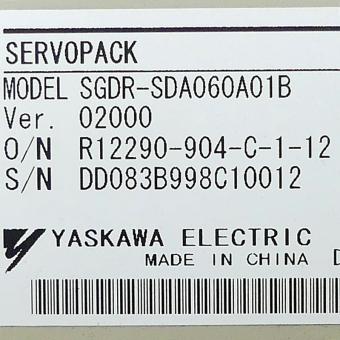 SERVOPACK
MODEL SGDR-SDA060A01B
Ver. 02000
O/N R12290-904-C-1-12
S/N DD083B998C10012
YASKAWA ELECTRIC
MADE IN CHINA